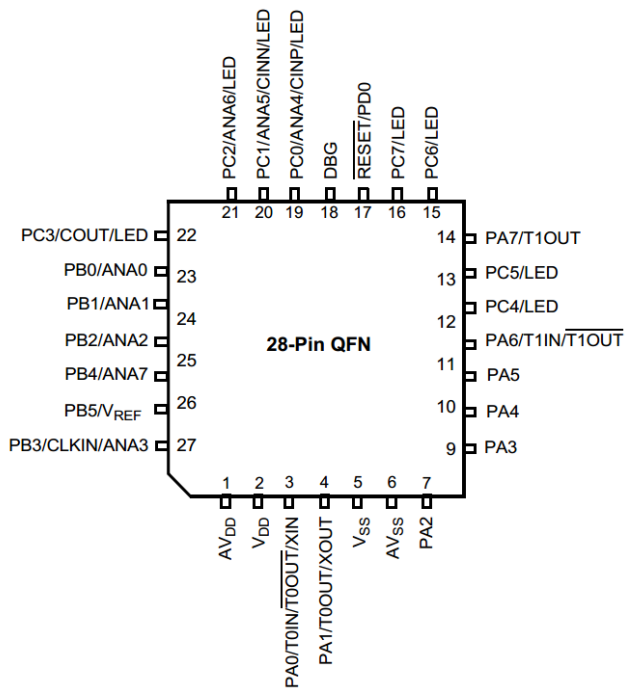 PC2/ANA6/LED
PC1/ANA5/CINN/LED
PC0/ANA4/CINP/LED
DBG
RESET/PD0
PC7/LED
PC6/LED
21 20 19 18 17 16 15
PC3/COUT/LED 22
14 PA7/T1OUT
PB0/ANA0 23
13 PC5/LED
PB1/ANA1 24
12 PC4/LED
PB2/ANA2 25
28-Pin QFN
PA6/T1IN/T1OUT
11
PB4/ANA7
PA5
PB5/VREF 26
10 PA4
PB3/CLKIN/ANA3 27
9 PA3
1 2 3 4 5 6 7
AVDD
VDD
PA0/T0IN/T0OUT/XIN
PA1/T0OUT/XOUT
VSS
AVSS
PA2